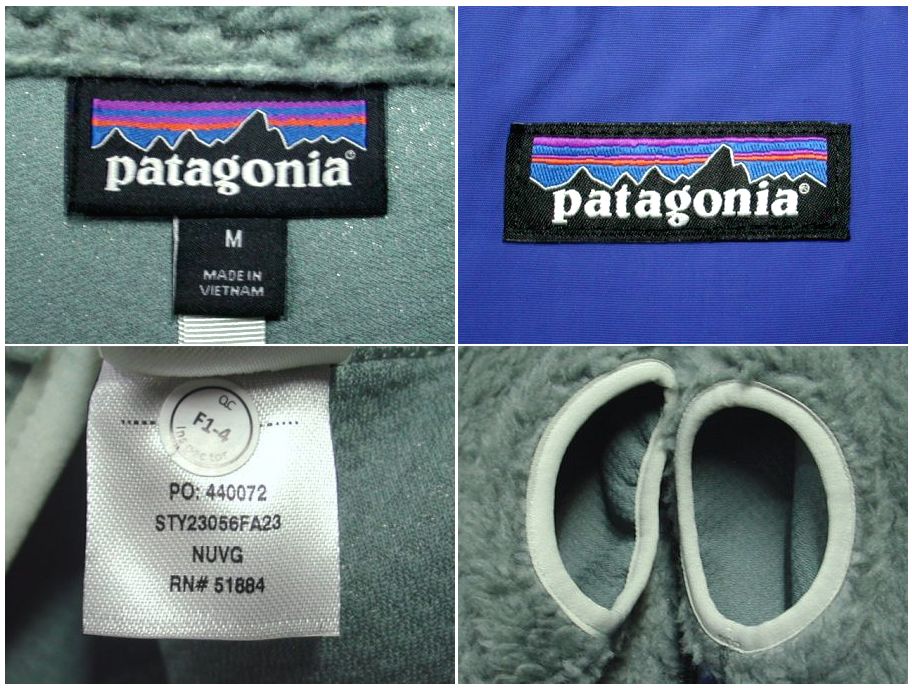 patagonia®
M
MADE IN
VIETNAM
patagonia®
QC
F1-4
Inspector
PO: 440072
STY23056FA23
NUVG
RN# 51884